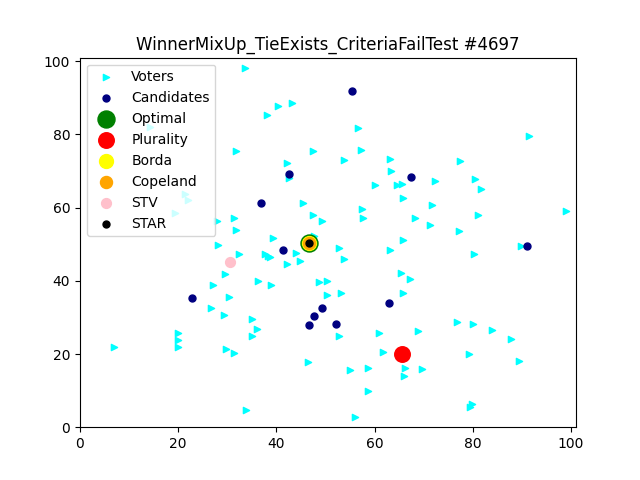 WinnerMixUp_TieExists_CriteriaFailTest #4697
100
80
60
40
20
0
0 20 40 60 80 100
Voters
Candidates
Optimal
Plurality
Borda
Copeland
STV
STAR